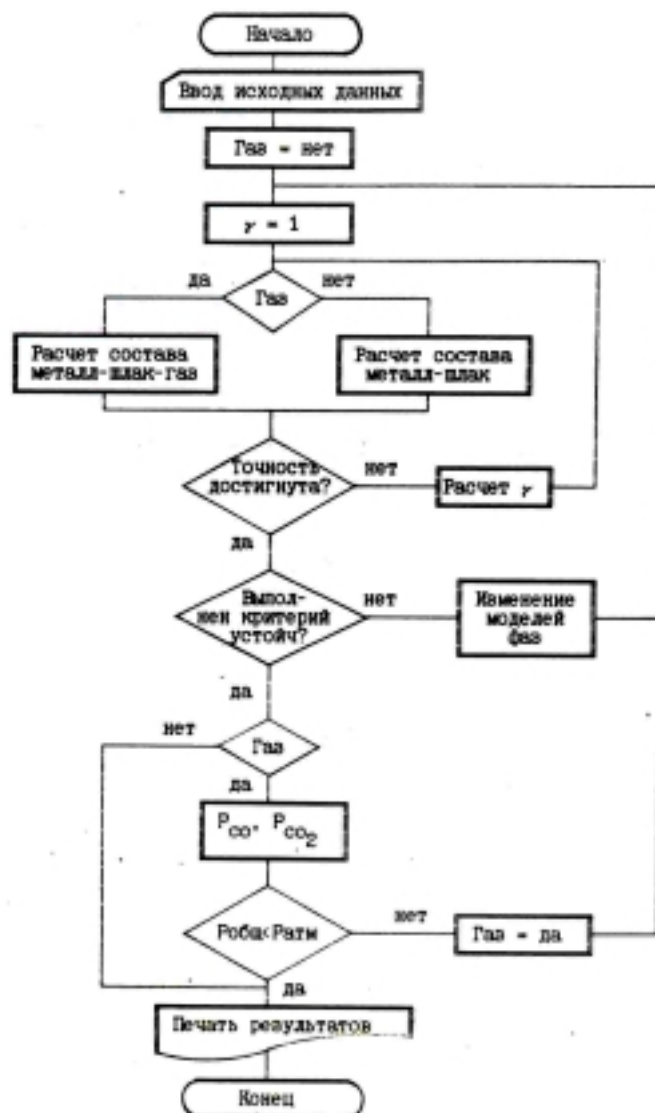 Начало
Ввод исходных данных
Газ = нет
γ = 1
да
Газ
нет
Расчет состава
металл-шлак-газ
Расчет состава
металл-шлак
Точность
достигнута?
нет
Расчет γ
да
Выпол-
нен критерий
устойч?
нет
Изменение
моделей
фаз
да
нет
Газ
да
Pco, Pco2
Робщ<Ратм
нет
Газ = да
да
Печать результатов
Конец